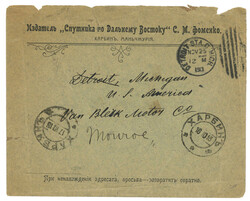 Издатель „Спутника по Дальнему Востоку" С. М. Фоменко.
ХАРБИНЪ, МАНЬЧЖУРІЯ.
Detroit, Michigan
U. S. America
Van Blerk Motor Co
Monroe,
ХАРБИНЪ
ХАРБИНЪ
При ненахожденіи адресата, просятъ возвратить обратно.